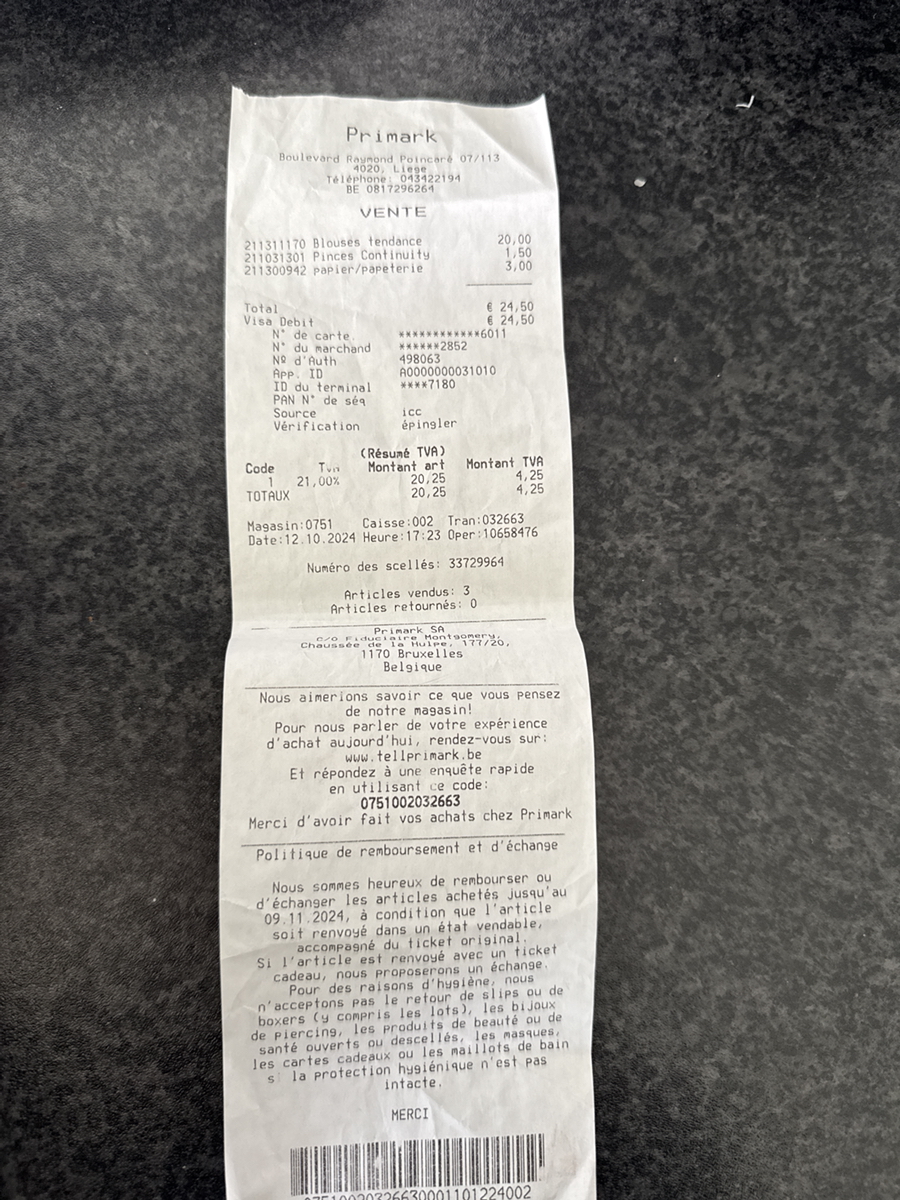 Primark
Boulevard Raymond Poincaré 07/113
4020, Liege
Téléphone: 043422194
BE 0817296264
VENTE
211311170 Blouses tendance 20,00
211031301 Pinces Continuity 1,50
211300942 papier/papeterie 3,00
Total € 24,50
Visa Debit € 24,50
N° de carte. ************6011
N° du marchand ******2852
Nº d'Auth 498063
App. ID A0000000031010
ID du terminal ****7180
PAN N° de séq
Source icc
Vérification épingler
(Résumé TVA)
Code Tva Montant art Montant TVA
1 21,00% 20,25 4,25
TOTAUX 20,25 4,25
Magasin:0751 Caisse:002 Tran:032663
Date:12.10.2024 Heure:17:23 Oper:10658476
Numéro des scellés: 33729964
Articles vendus: 3
Articles retournés: 0
Primark SA
c/o Fiduciaire Montgomery,
Chaussée de la Hulpe, 177/20,
1170 Bruxelles
Belgique
Nous aimerions savoir ce que vous pensez
de notre magasin!
Pour nous parler de votre expérience
d'achat aujourd'hui, rendez-vous sur:
www.tellprimark.be
Et répondez à une enquête rapide
en utilisant ce code:
0751002032663
Merci d'avoir fait vos achats chez Primark
Politique de remboursement et d'échange
Nous sommes heureux de rembourser ou
d'échanger les articles achetés jusqu'au
09.11.2024, à condition que l'article
soit renvoyé dans un état vendable,
accompagné du ticket original.
Si l'article est renvoyé avec un ticket
cadeau, nous proposerons un échange.
Pour des raisons d'hygiène, nous
n'acceptons pas le retour de slips ou de
boxers (y compris les lots), les bijoux
de piercing, les produits de beauté ou de
santé ouverts ou descellés, les masques,
les cartes cadeaux ou les maillots de bain
si la protection hygiénique n'est pas
intacte.
MERCI
07510020326630001101224002